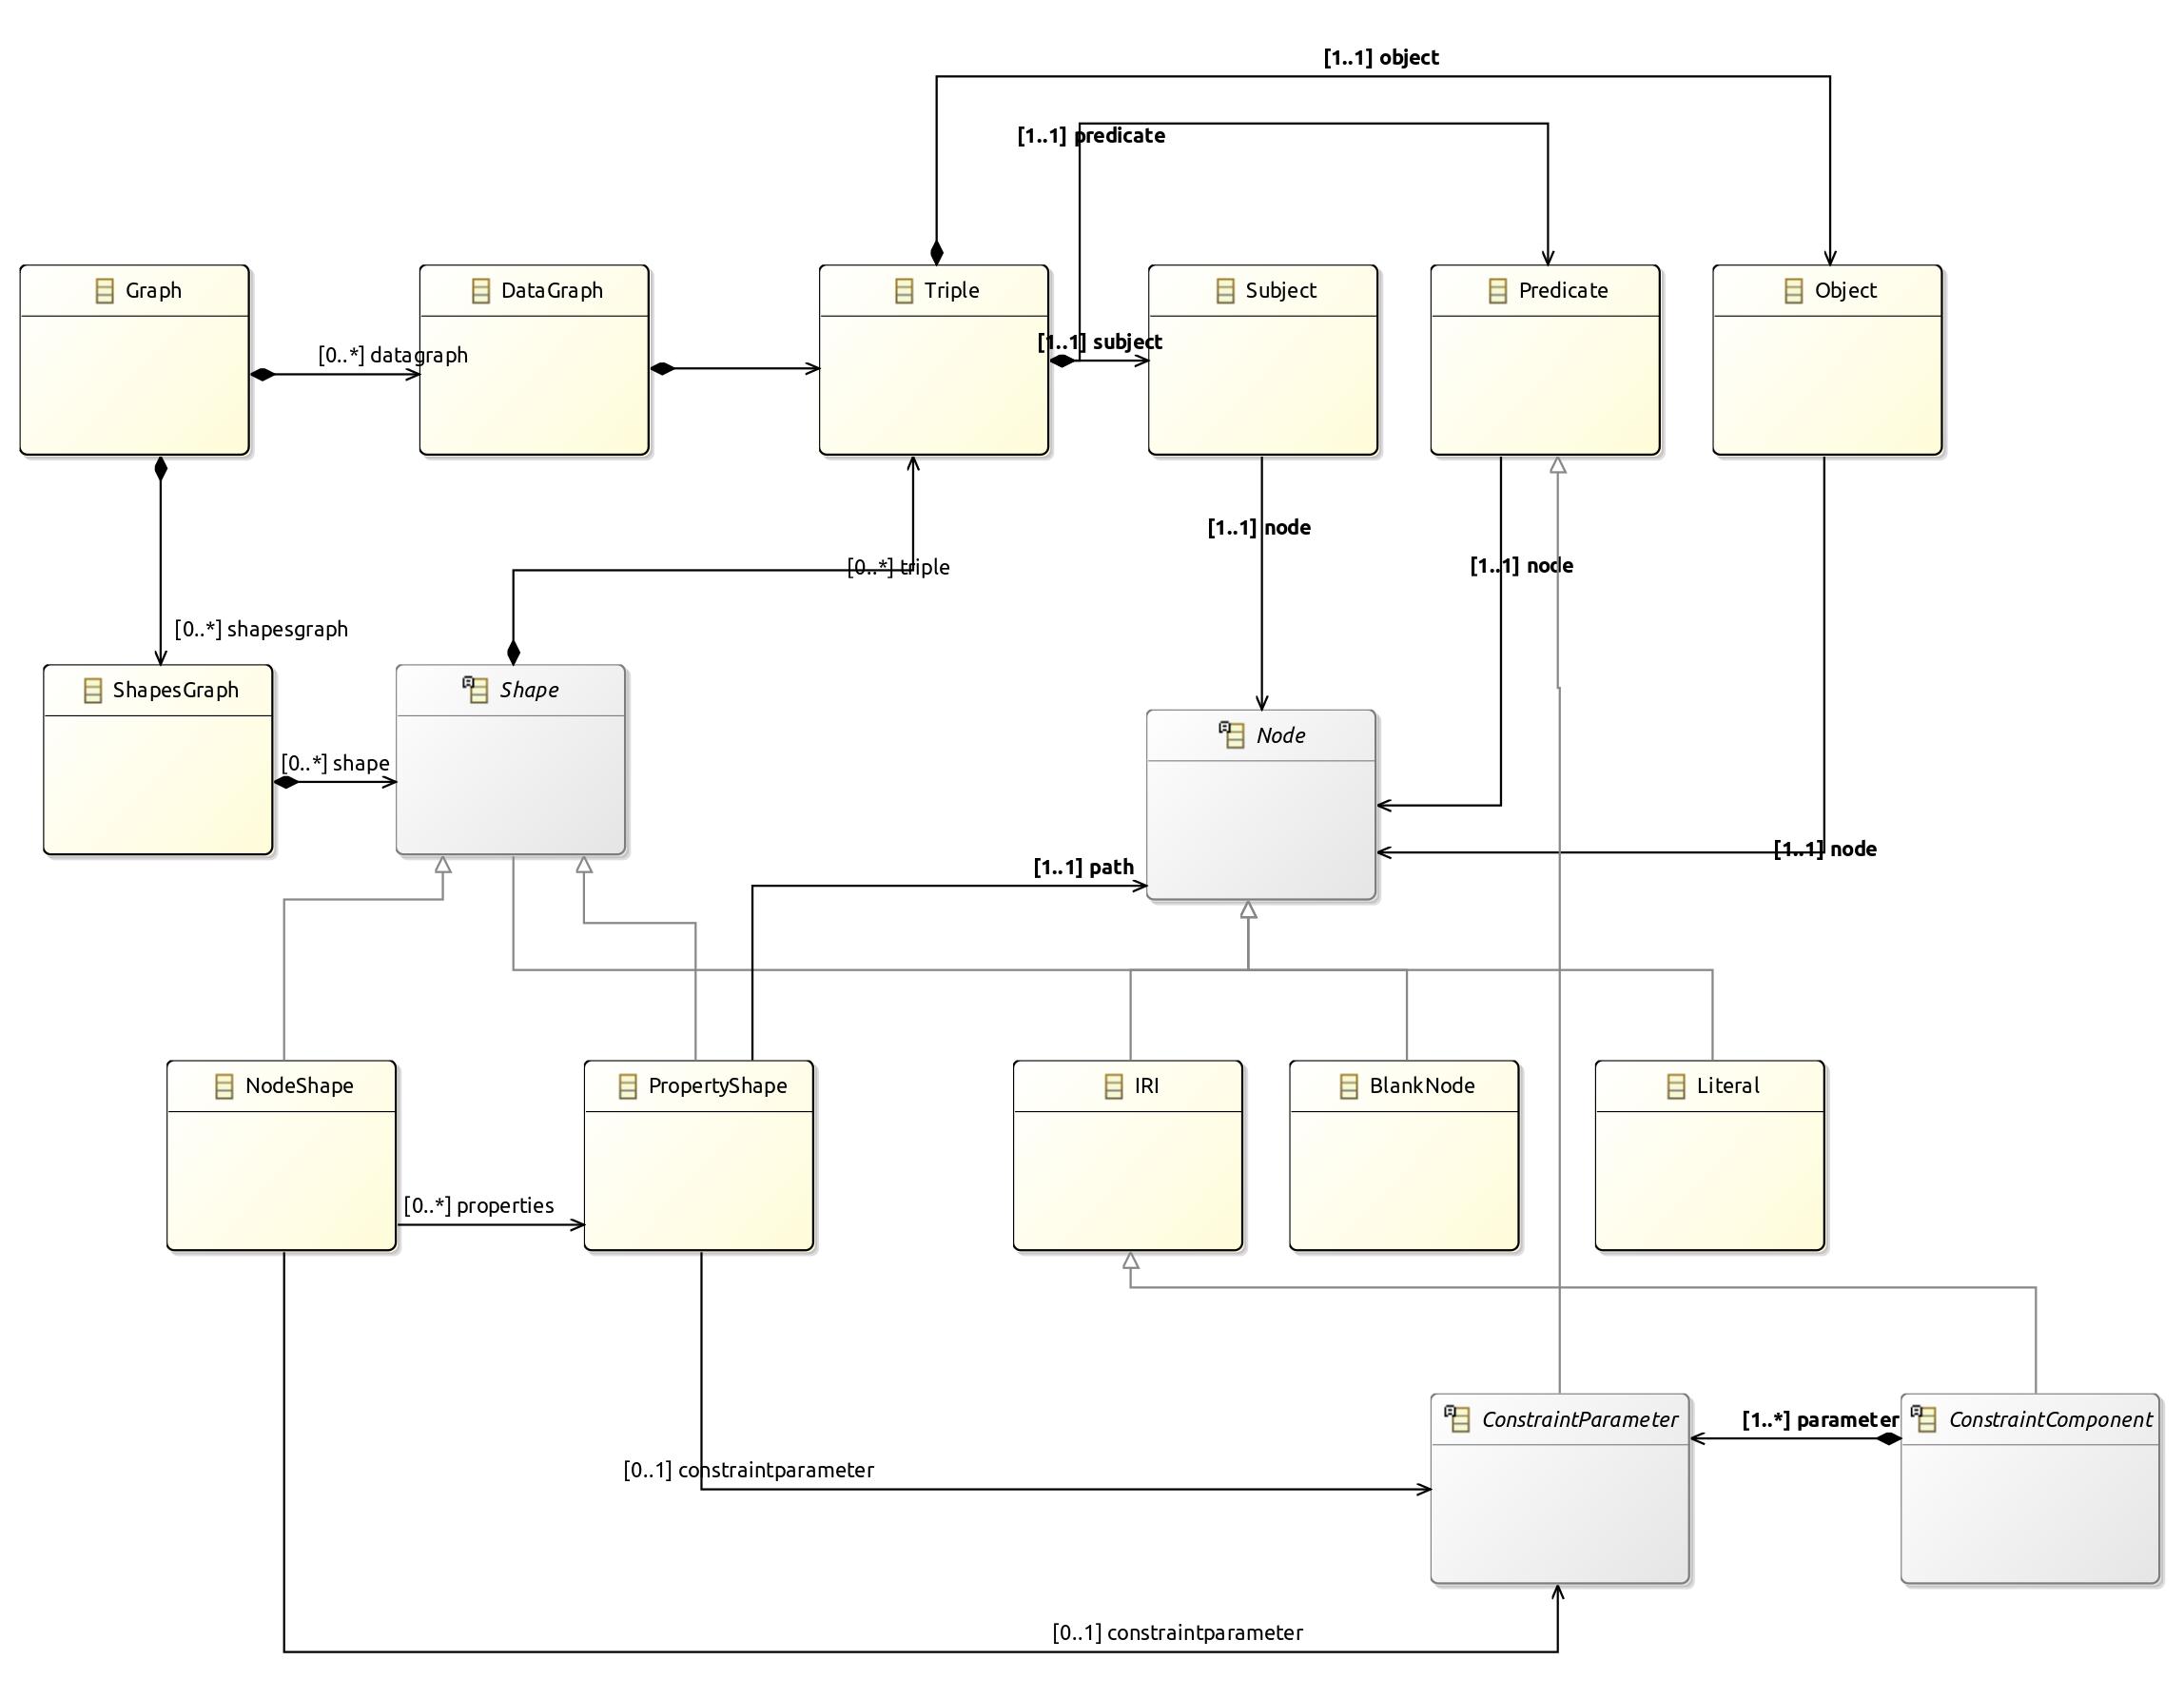 [1..1] object
[1..1] predicate
Graph
DataGraph
Triple
Subject
Predicate
Object
[0..*] datagraph
[1..1] subject
[1..1] node
[1..1] node
[0..*] triple
[0..*] shapesgraph
ShapesGraph
Shape
Node
[0..*] shape
[1..1] node
[1..1] path
NodeShape
PropertyShape
IRI
BlankNode
Literal
[0..*] properties
ConstraintParameter
[1..*] parameter
ConstraintComponent
[0..1] constraintparameter
[0..1] constraintparameter